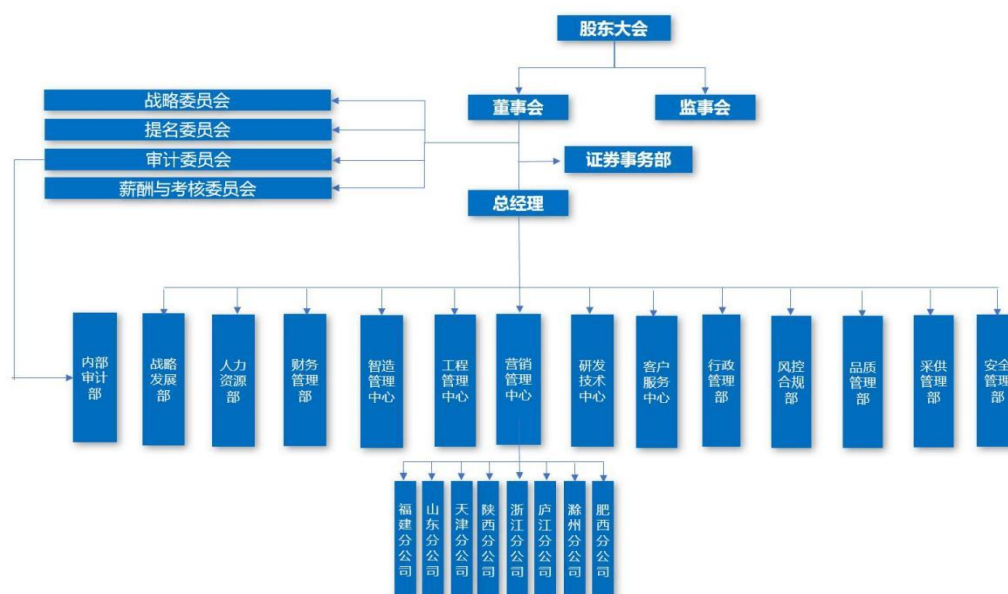 股东大会
董事会
监事会
战略委员会
提名委员会
审计委员会
薪酬与考核委员会
证券事务部
总经理
内部
审计
部
战略
发展
部
人力
资源
部
财务
管理
部
智造
管理
中心
工程
管理
中心
营销
管理
中心
研发
技术
中心
客户
服务
中心
行政
管理
部
风控
合规
部
品质
管理
部
采供
管理
部
安全
管理
部
福建分公司
山东分公司
天津分公司
陕西分公司
浙江分公司
庐江分公司
滁州分公司
肥西分公司